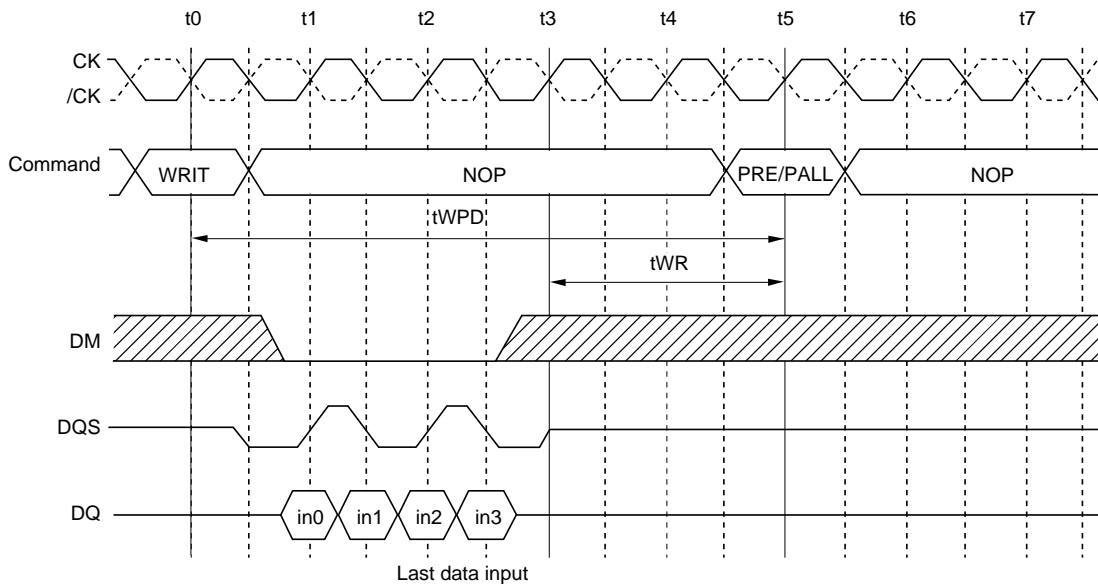 t0 t1 t2 t3 t4 t5 t6 t7
CK
/CK
Command WRIT NOP PRE/PALL NOP
tWPD
tWR
DM
DQS
DQ in0 in1 in2 in3
Last data input